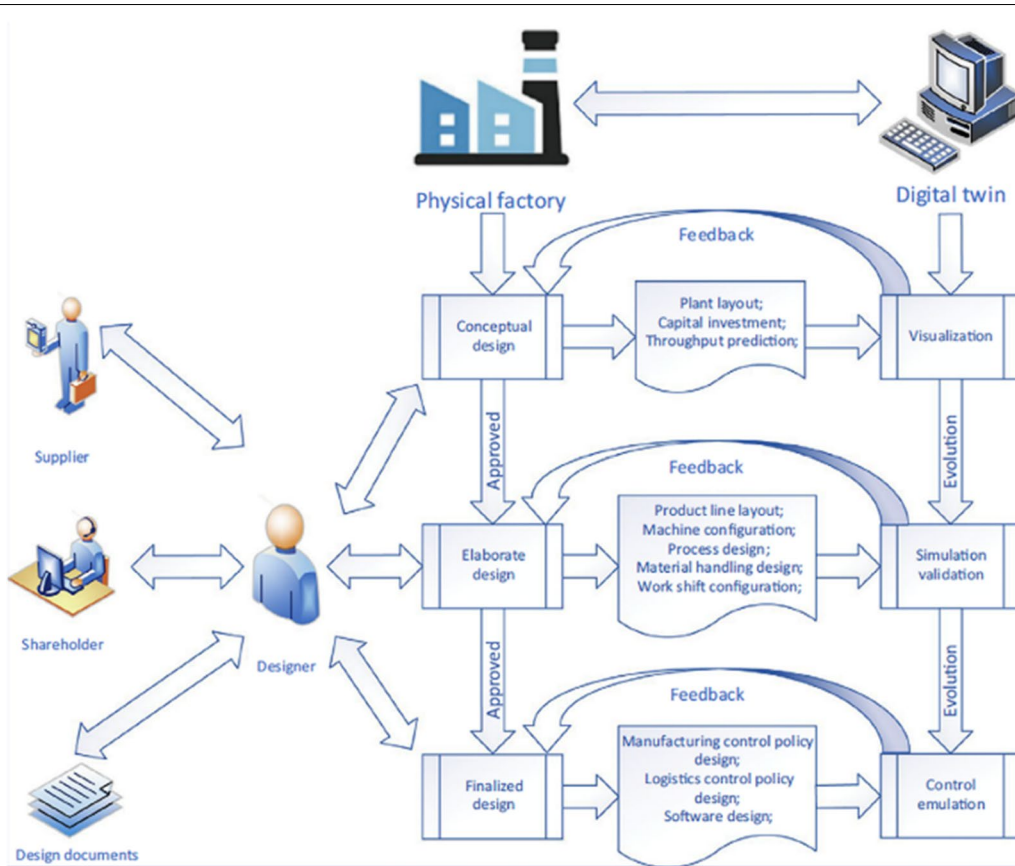 Physical factory
Digital twin
Feedback
Conceptual
design
Plant layout;
Capital investment;
Throughput prediction;
Visualization
Supplier
Approved
Evolution
Feedback
Elaborate
design
Product line layout;
Machine configuration;
Process design;
Material handling design;
Work shift configuration;
Simulation
validation
Shareholder
Designer
Approved
Evolution
Feedback
Finalized
design
Manufacturing control policy
design;
Logistics control policy
design;
Software design;
Control
emulation
Design documents